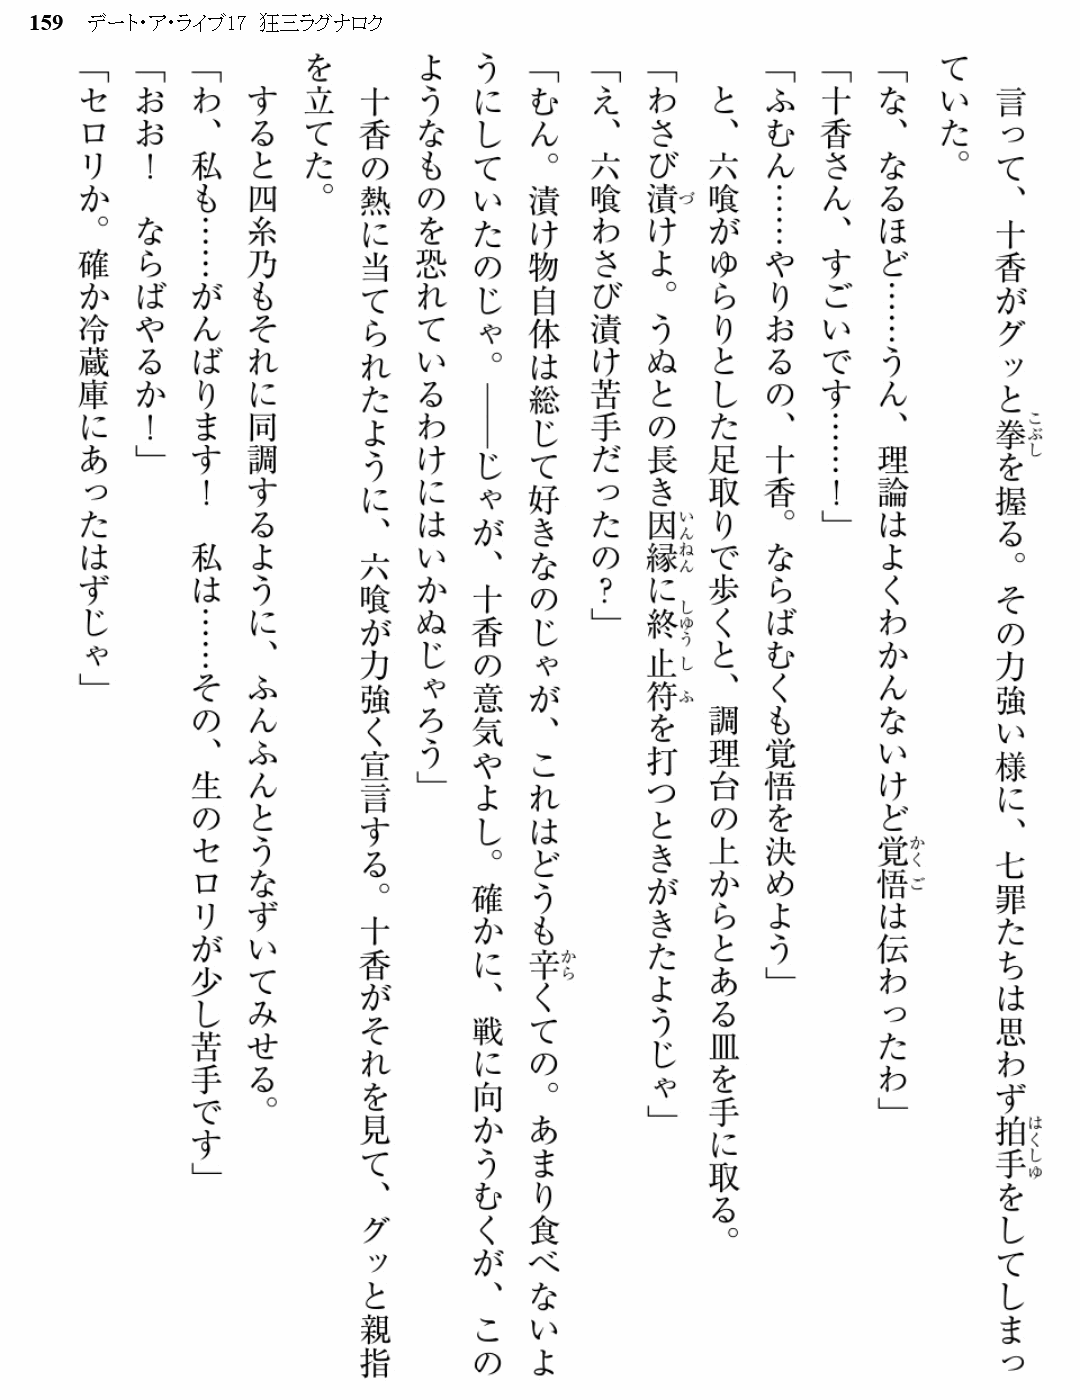 159 デート・ア・ライブ17 狂三ラグナロク
言って、十香がグッと拳を握る。その力強い様に、七罪たちは思わず拍手をしてしまっ
ていた。
「な、なるほど……うん、理論はよくわかんないけど覚悟は伝わったわ」
「十香さん、すごいです……！」
「ふむん……やりおるの、十香。ならばむくも覚悟を決めよう」
と、六喰がゆらりとした足取りで歩くと、調理台の上からとある皿を手に取る。
「わさび漬けよ。うぬとの長き因縁に終止符を打つときがきたようじゃ」
「え、六喰わさび漬け苦手だったの？」
「むん。漬け物自体は総じて好きなのじゃが、これはどうも辛くての。あまり食べないよ
うにしていたのじゃ。――じゃが、十香の意気やよし。確かに、戦に向かうむくが、この
ようなものを恐れているわけにはいかぬじゃろう」
十香の熱に当てられたように、六喰が力強く宣言する。十香がそれを見て、グッと親指
を立てた。
すると四糸乃もそれに同調するように、ふんふんとうなずいてみせる。
「わ、私も……がんばります！　私は……その、生のセロリが少し苦手です」
「おお！　ならばやるか！」
「セロリか。確か冷蔵庫にあったはずじゃ」